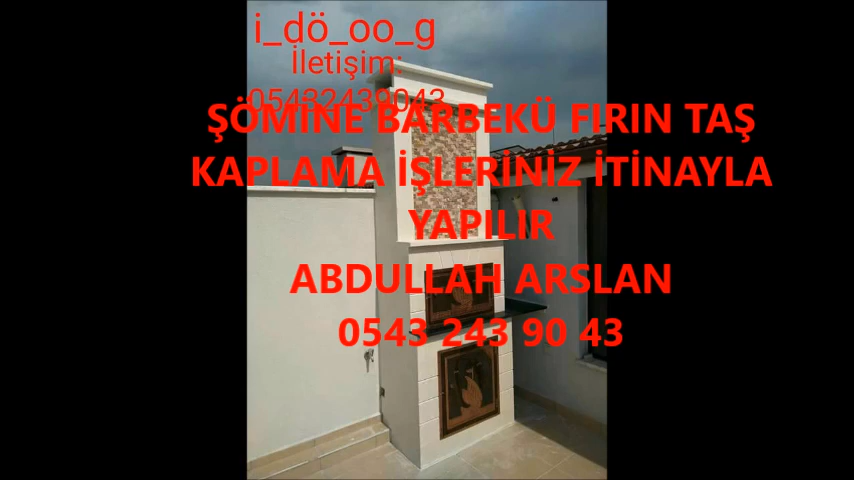 i_dö_oo_g
İletişim:
05432439043
ŞÖMİNE BARBEKÜ FIRIN TAŞ
KAPLAMA İŞLERİNİZ İTİNAYLA
YAPILIR
ABDULLAH ARSLAN
0543 243 90 43